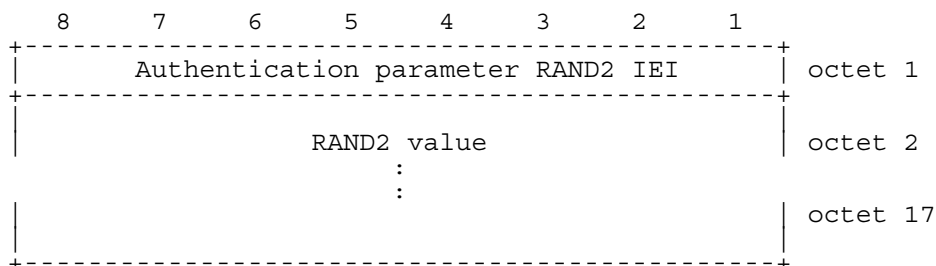 8 7 6 5 4 3 2 1
Authentication parameter RAND2 IEI octet 1
RAND2 value octet 2
:
:
octet 17